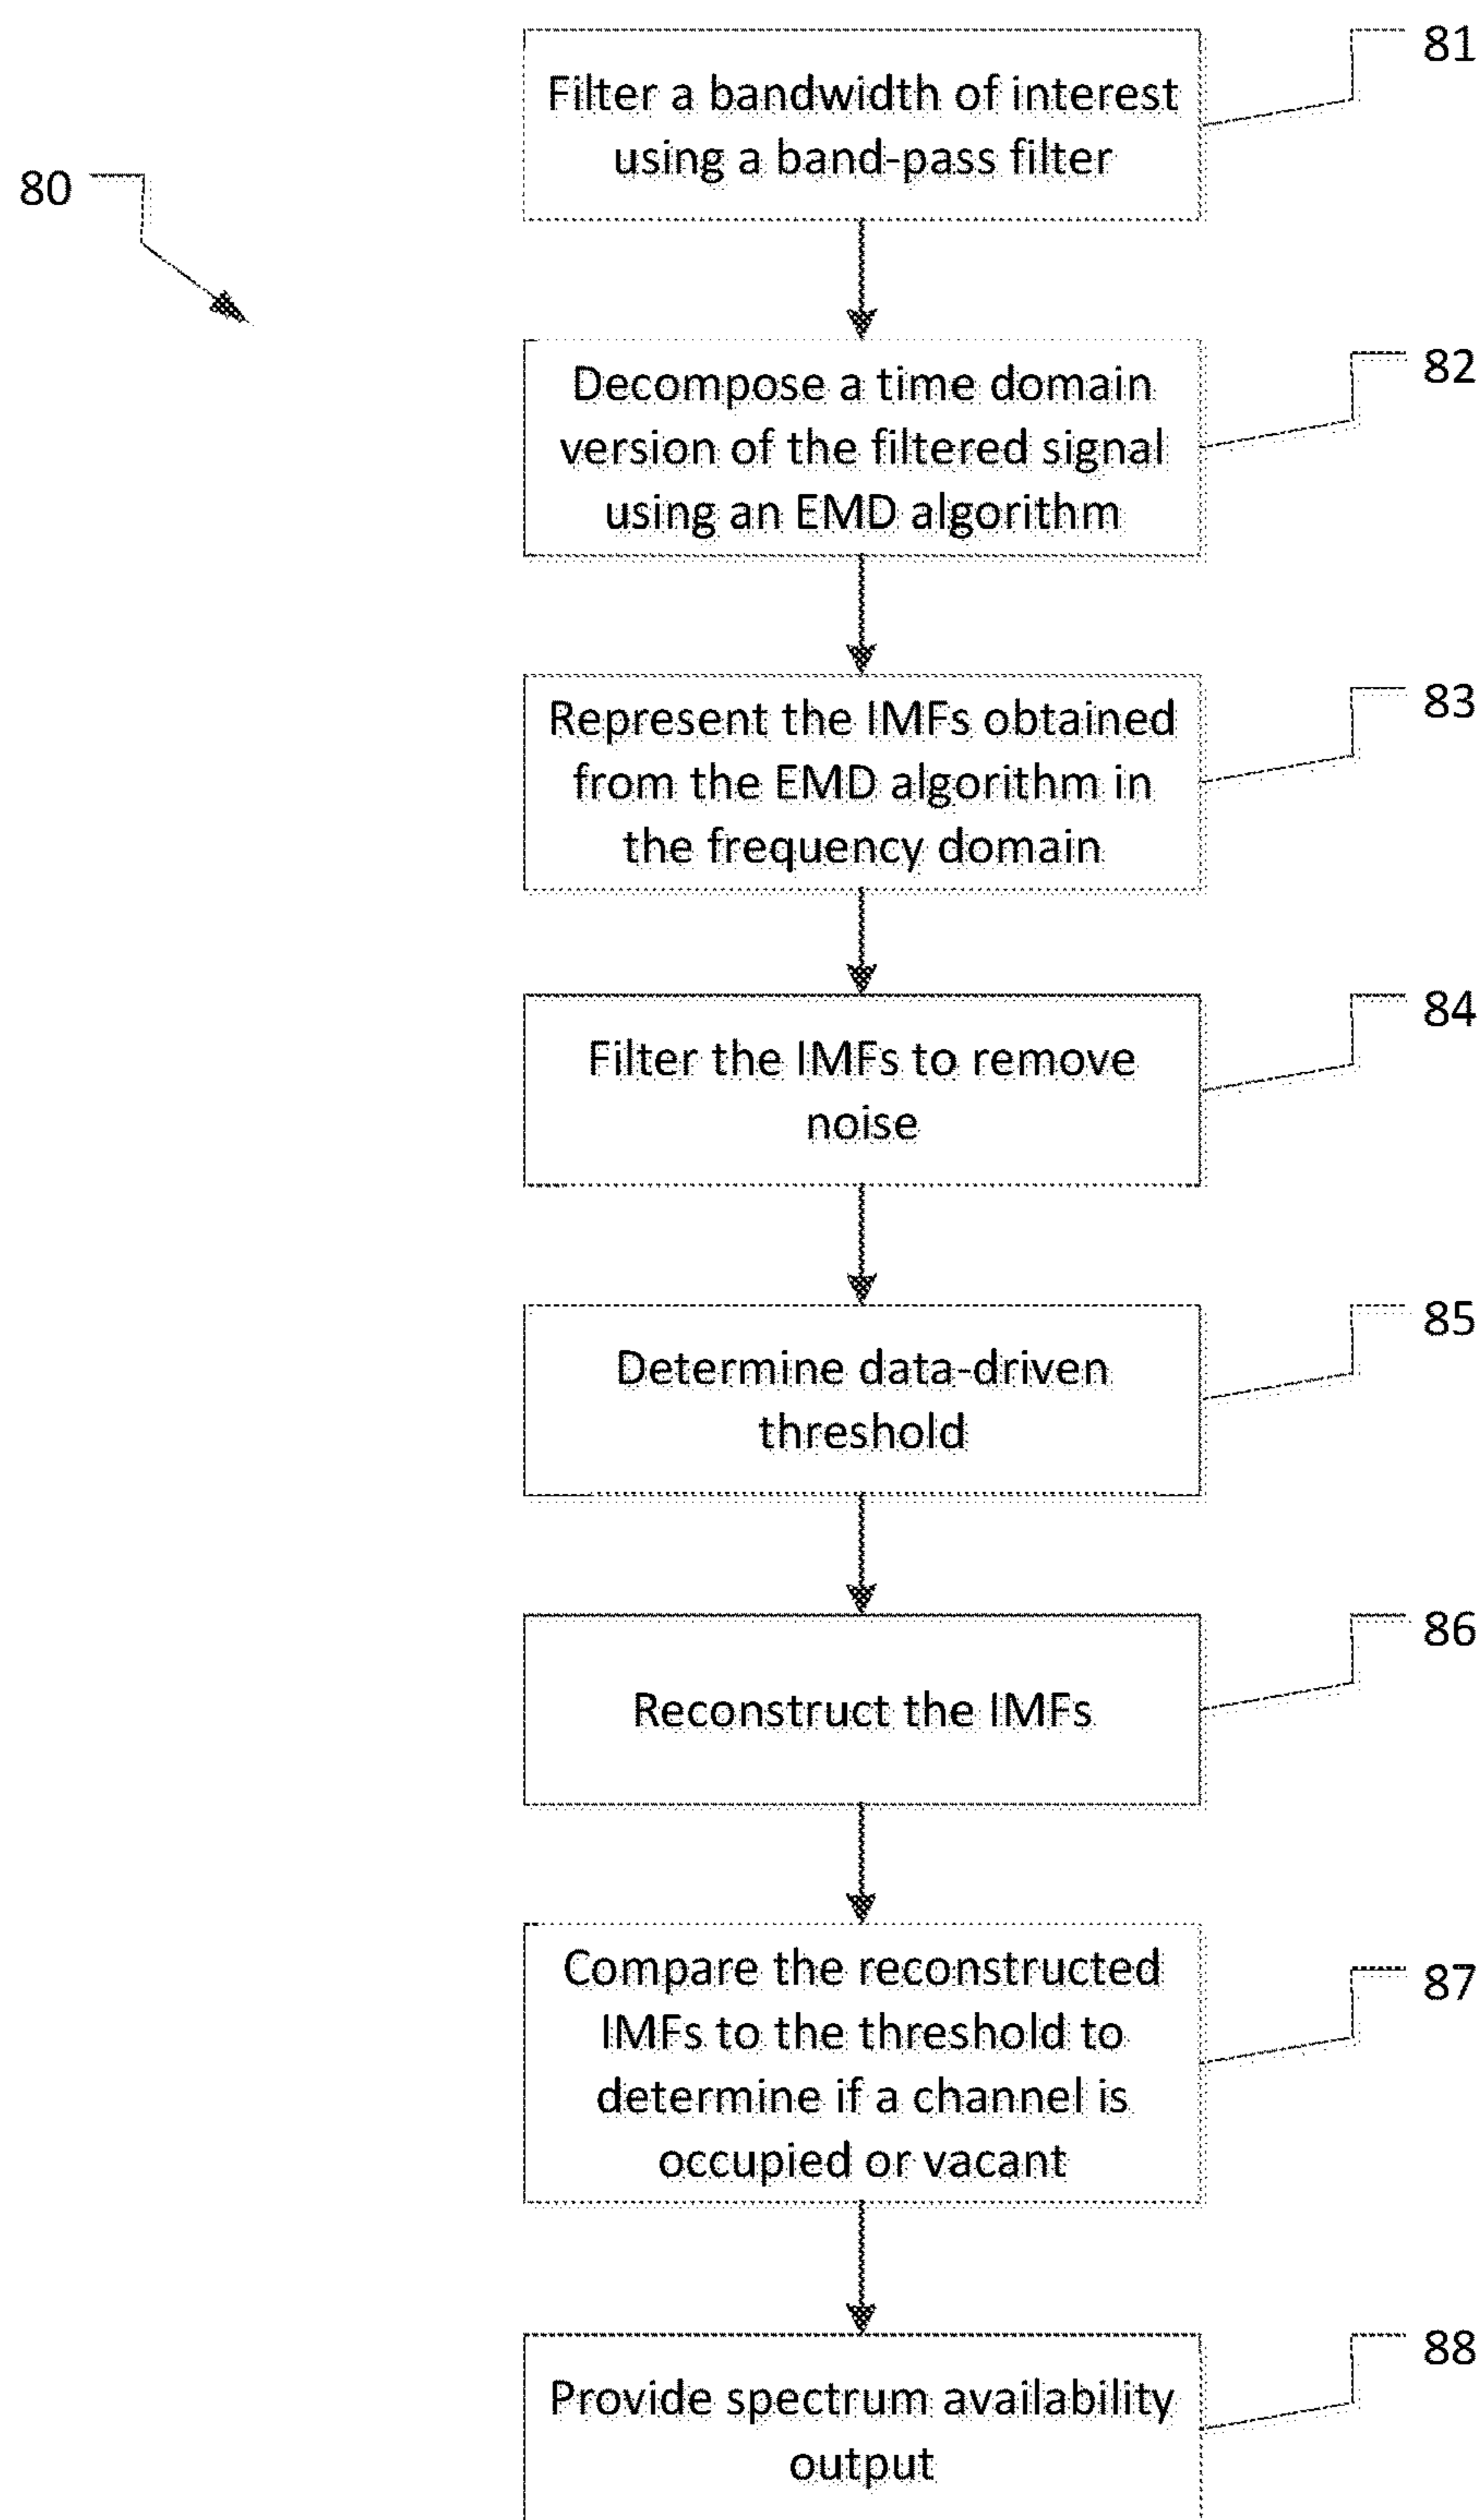 81
Filter a bandwidth of interest
using a band-pass filter
80
82
Decompose a time domain
version of the filtered signal
using an EMD algorithm
83
Represent the IMFs obtained
from the EMD algorithm in
the frequency domain
84
Filter the IMFs to remove
noise
85
Determine data-driven
threshold
86
Reconstruct the IMFs
87
Compare the reconstructed
IMFs to the threshold to
determine if a channel is
occupied or vacant
88
Provide spectrum availability
output